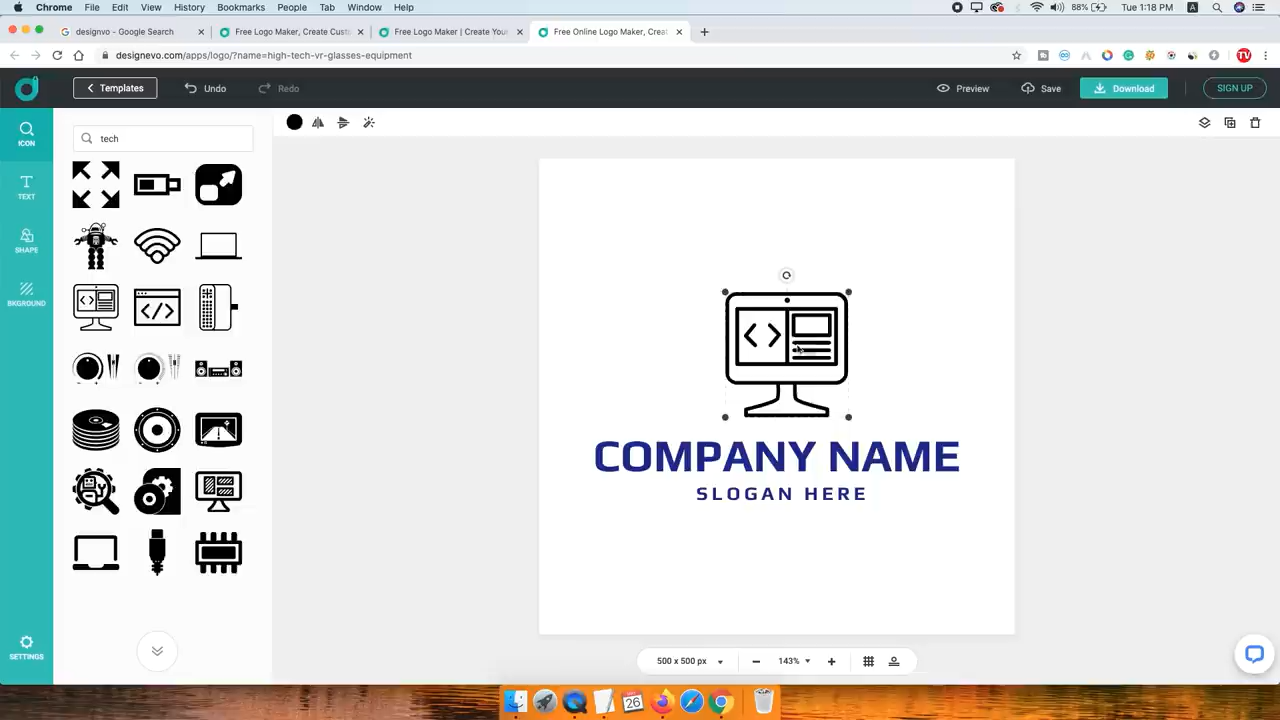 Chrome File Edit View History Bookmarks People Tab Window Help 88% Tue 1:18 PM A
designvo - Google Search
Free Logo Maker, Create Cust
Free Logo Maker | Create You
Free Online Logo Maker, Crea
designevo.com/apps/logo/?name=high-tech-vr-glasses-equipment
Templates Undo Redo Preview Save Download SIGN UP
ICON
tech
TEXT
SHAPE
BKGROUND
COMPANY NAME
SLOGAN HERE
SETTINGS
500 x 500 px 143%
26